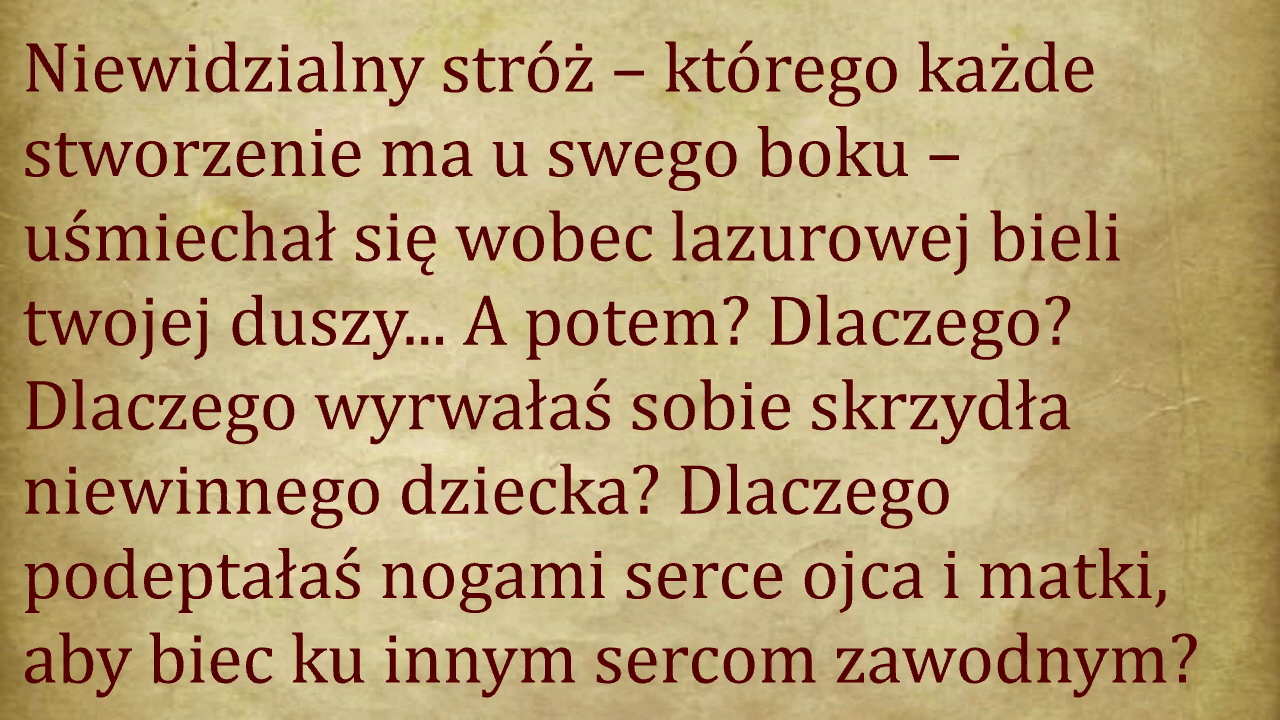 Niewidzialny stróż – którego każde
stworzenie ma u swego boku –
uśmiechał się wobec lazurowej bieli
twojej duszy... A potem? Dlaczego?
Dlaczego wyrwałaś sobie skrzydła
niewinnego dziecka? Dlaczego
podeptałaś nogami serce ojca i matki,
aby biec ku innym sercom zawodnym?